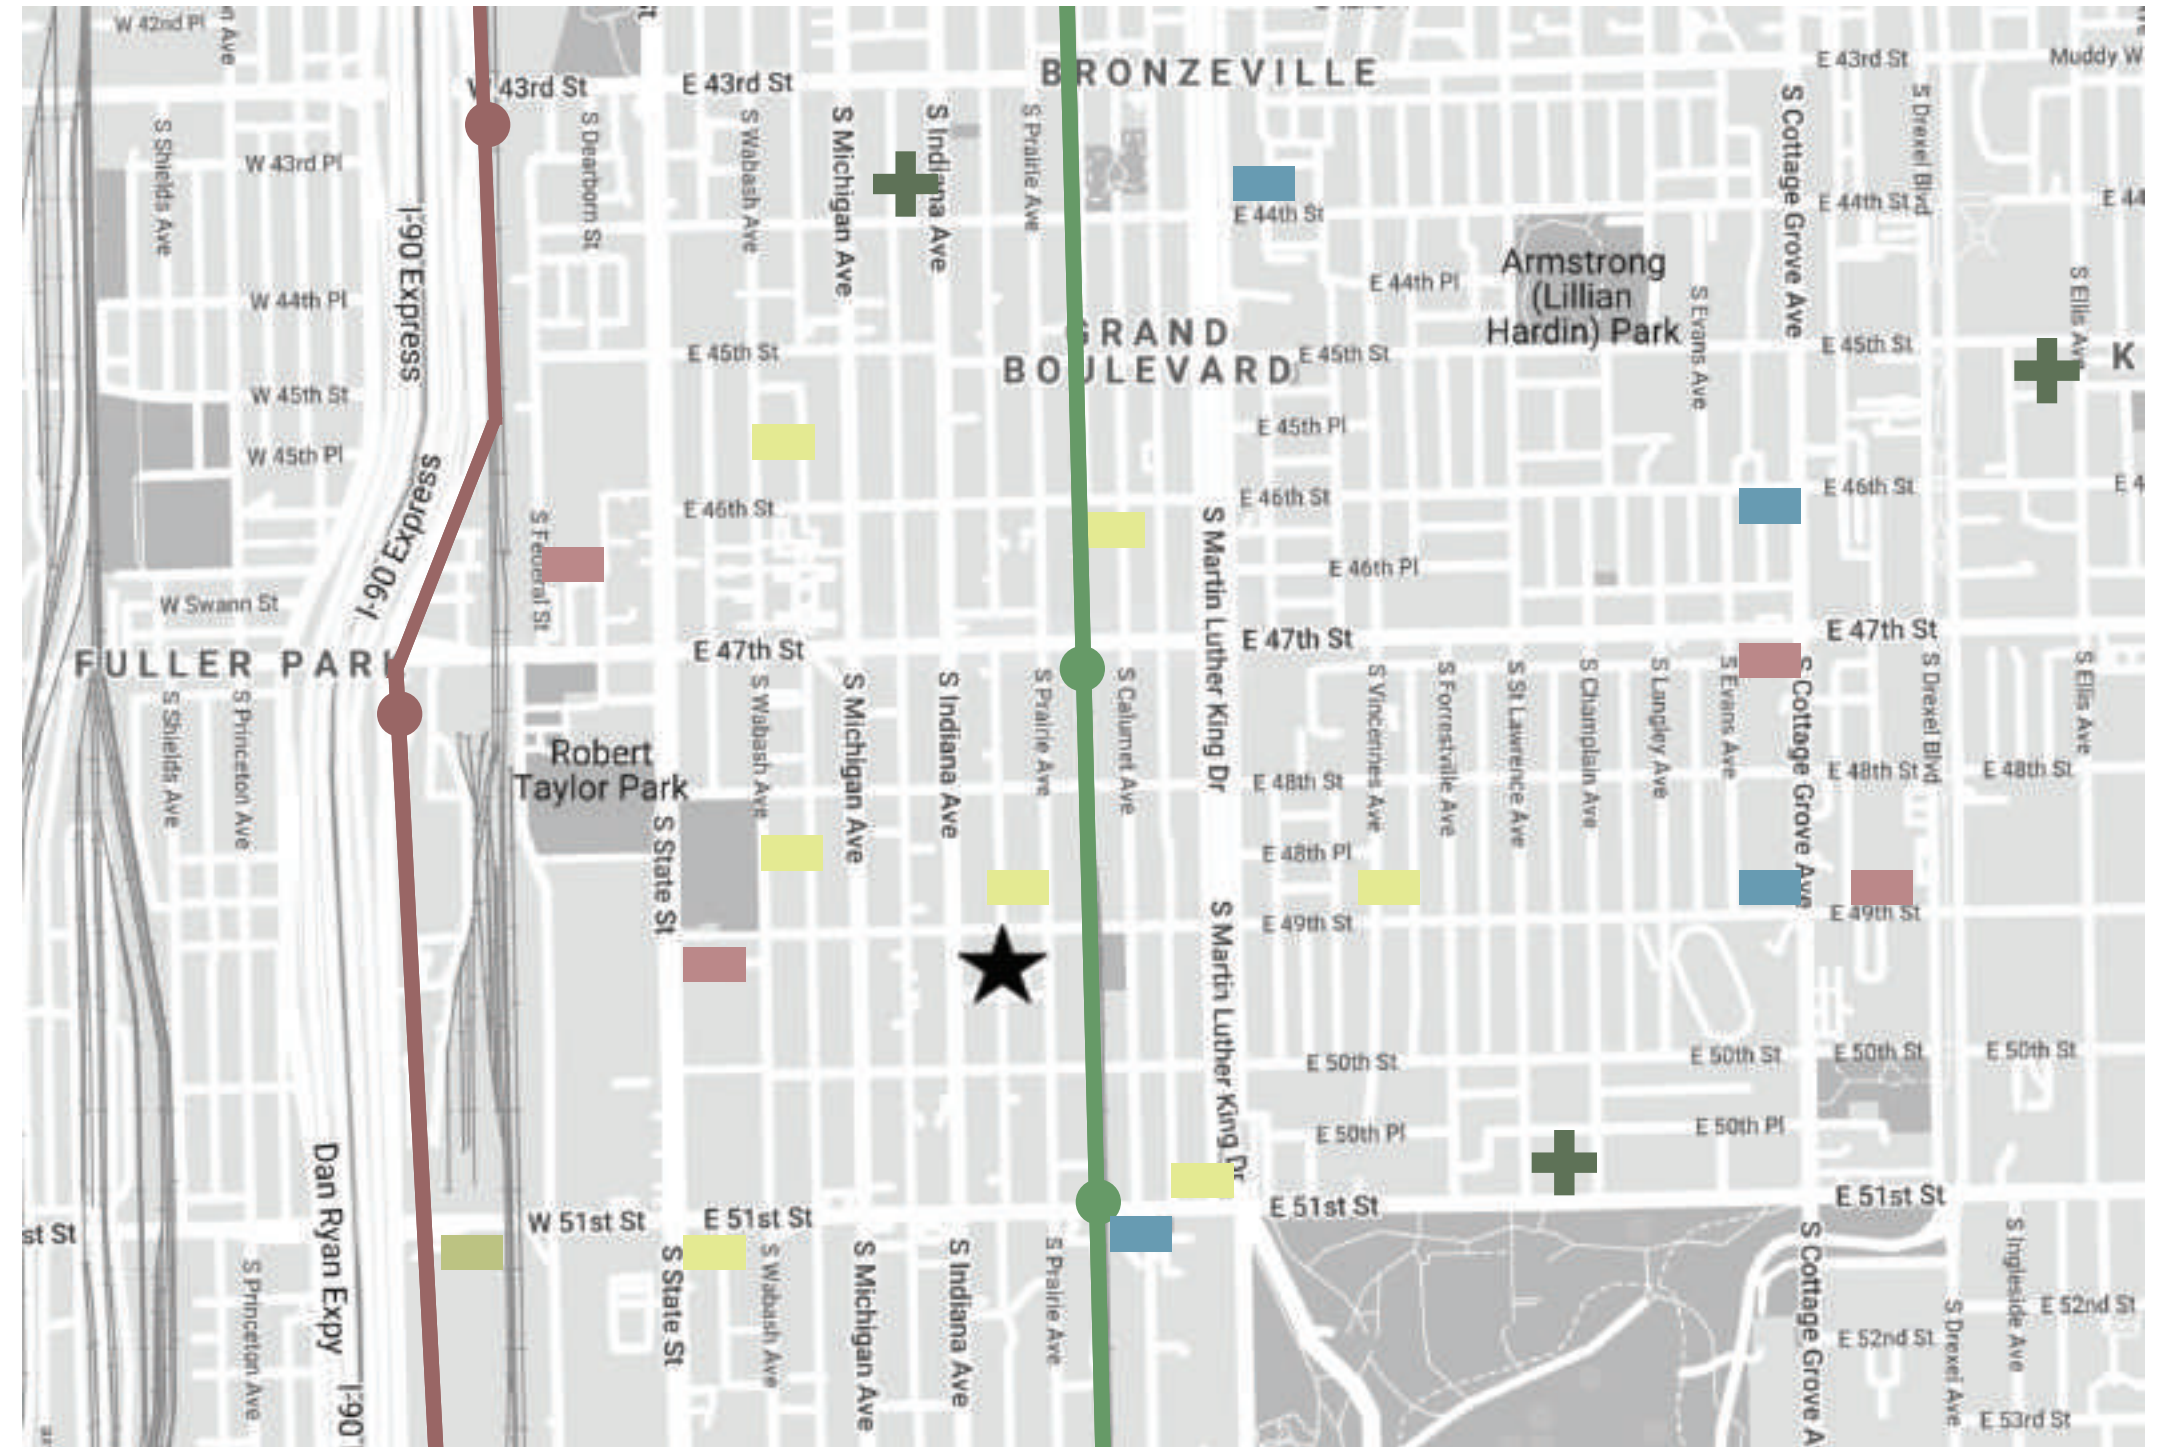 W 42nd Pl
n Ave
W 43rd St
E 43rd St
BRONZEVILLE
E 43rd St
Muddy W
S Shields Ave
W 43rd Pl
S Dearborn St
S Wabash Ave
S Michigan Ave
S Indiana Ave
S Prairie Ave
S Cottage Grove Ave
S Drexel Blvd
E 44th St
E 44th St
E 44
I-90 Express
W 44th Pl
E 44th Pl
Armstrong
(Lillian
Hardin) Park
S Evans Ave
S Ellis Ave
GRAND
BOULEVARD
E 45th St
E 45th St
E 45th St
K
W 45th St
W 45th Pl
E 45th Pl
I-90 Express
E 46th St
E 46th St
E 46th St
E 4
S Federal St
S Martin Luther King Dr
E 46th Pl
W Swann St
FULLER PARK
E 47th St
E 47th St
E 47th St
S Shields Ave
S Princeton Ave
S Wabash Ave
S Michigan Ave
S Indiana Ave
S Prairie Ave
S Calumet Ave
S Vincennes Ave
S Forrestville Ave
S St Lawrence Ave
S Champlain Ave
S Langley Ave
S Evans Ave
S Cottage Grove Ave
S Drexel Blvd
S Ellis Ave
Robert
Taylor Park
E 48th St
E 48th St
E 48th St
S State St
E 48th Pl
S Martin Luther King Dr
E 49th St
E 49th St
E 50th St
E 50th St
E 50th St
E 50th St
E 50th Pl
E 50th Pl
Dan Ryan Expy
st St
W 51st St
E 51st St
E 51st St
E 51st St
S Princeton Ave
S State St
S Wabash Ave
S Michigan Ave
S Indiana Ave
S Prairie Ave
S Cottage Grove A
S Ingleside Ave
E 52nd St
E 52nd St
S Drexel Ave
I-90
E 53rd St